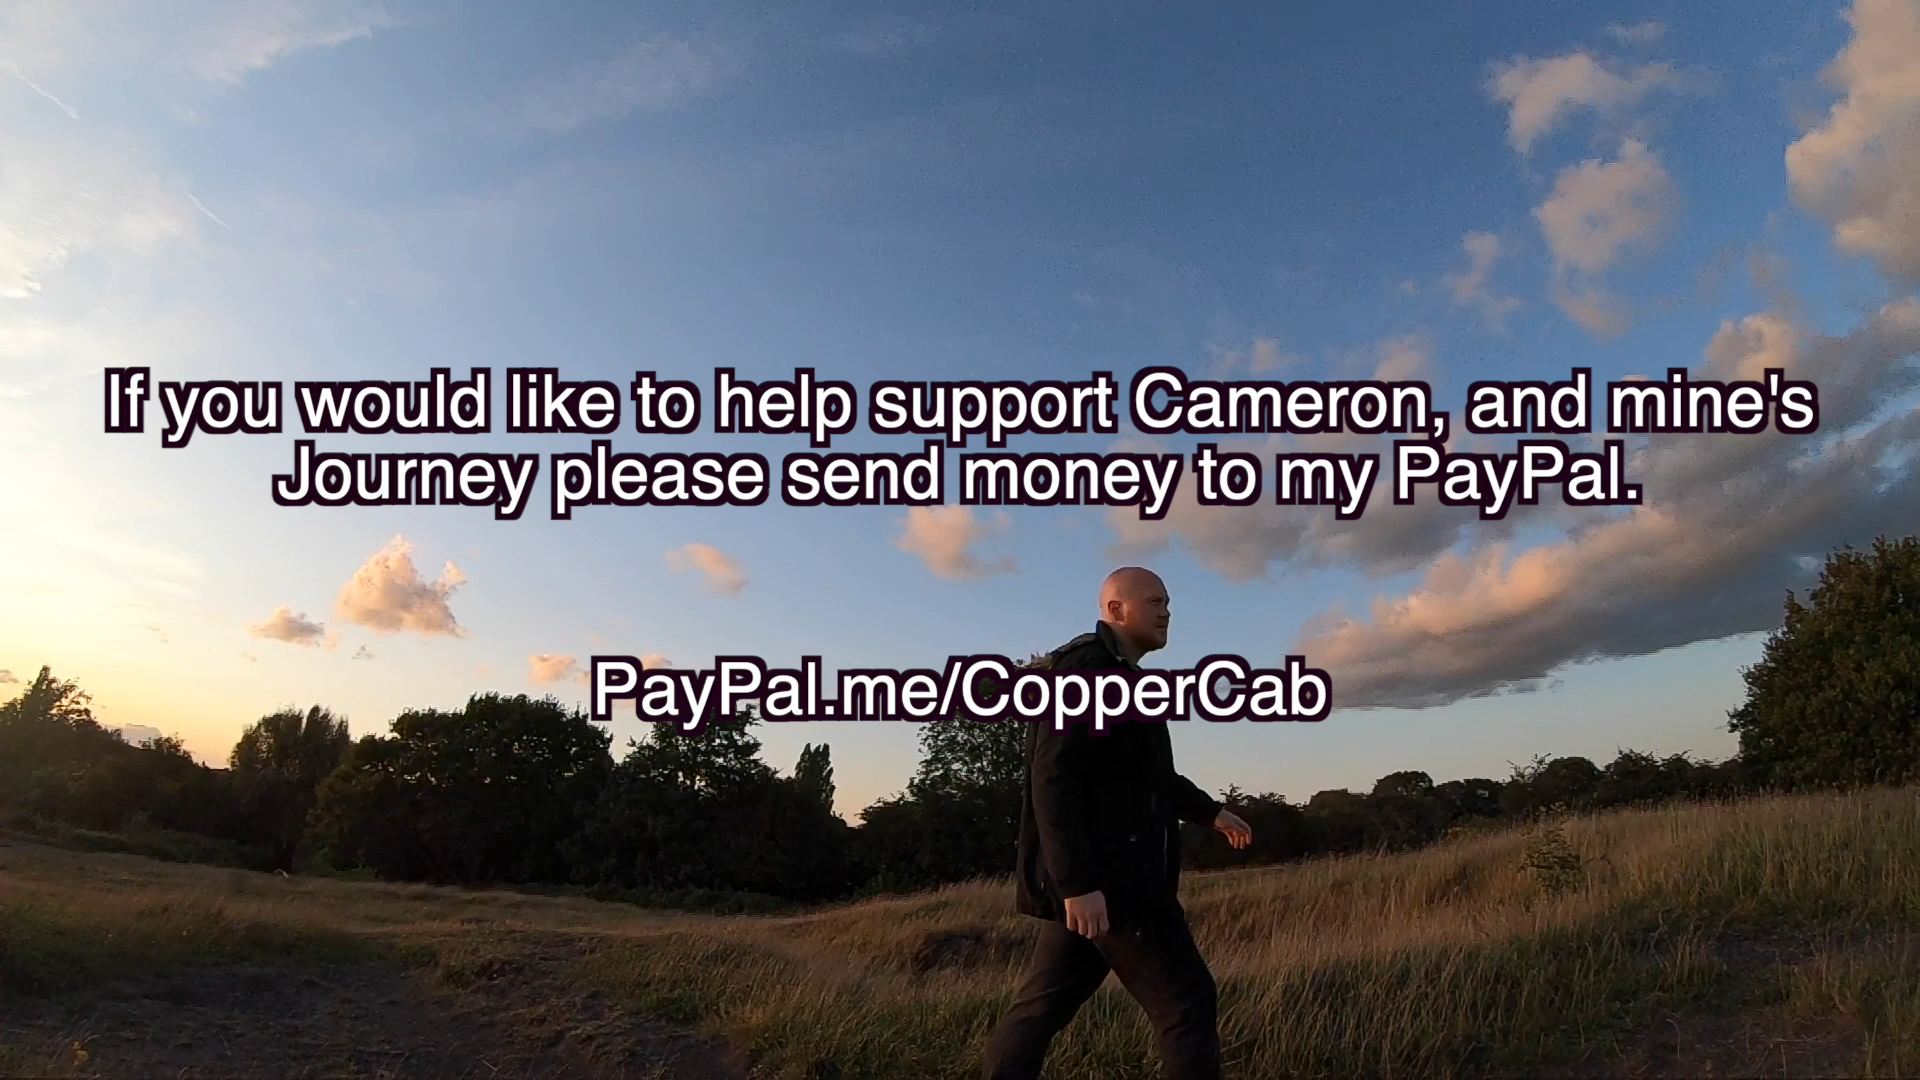 If you would like to help support Cameron, and mine's
Journey please send money to my PayPal.
PayPal.me/CopperCab